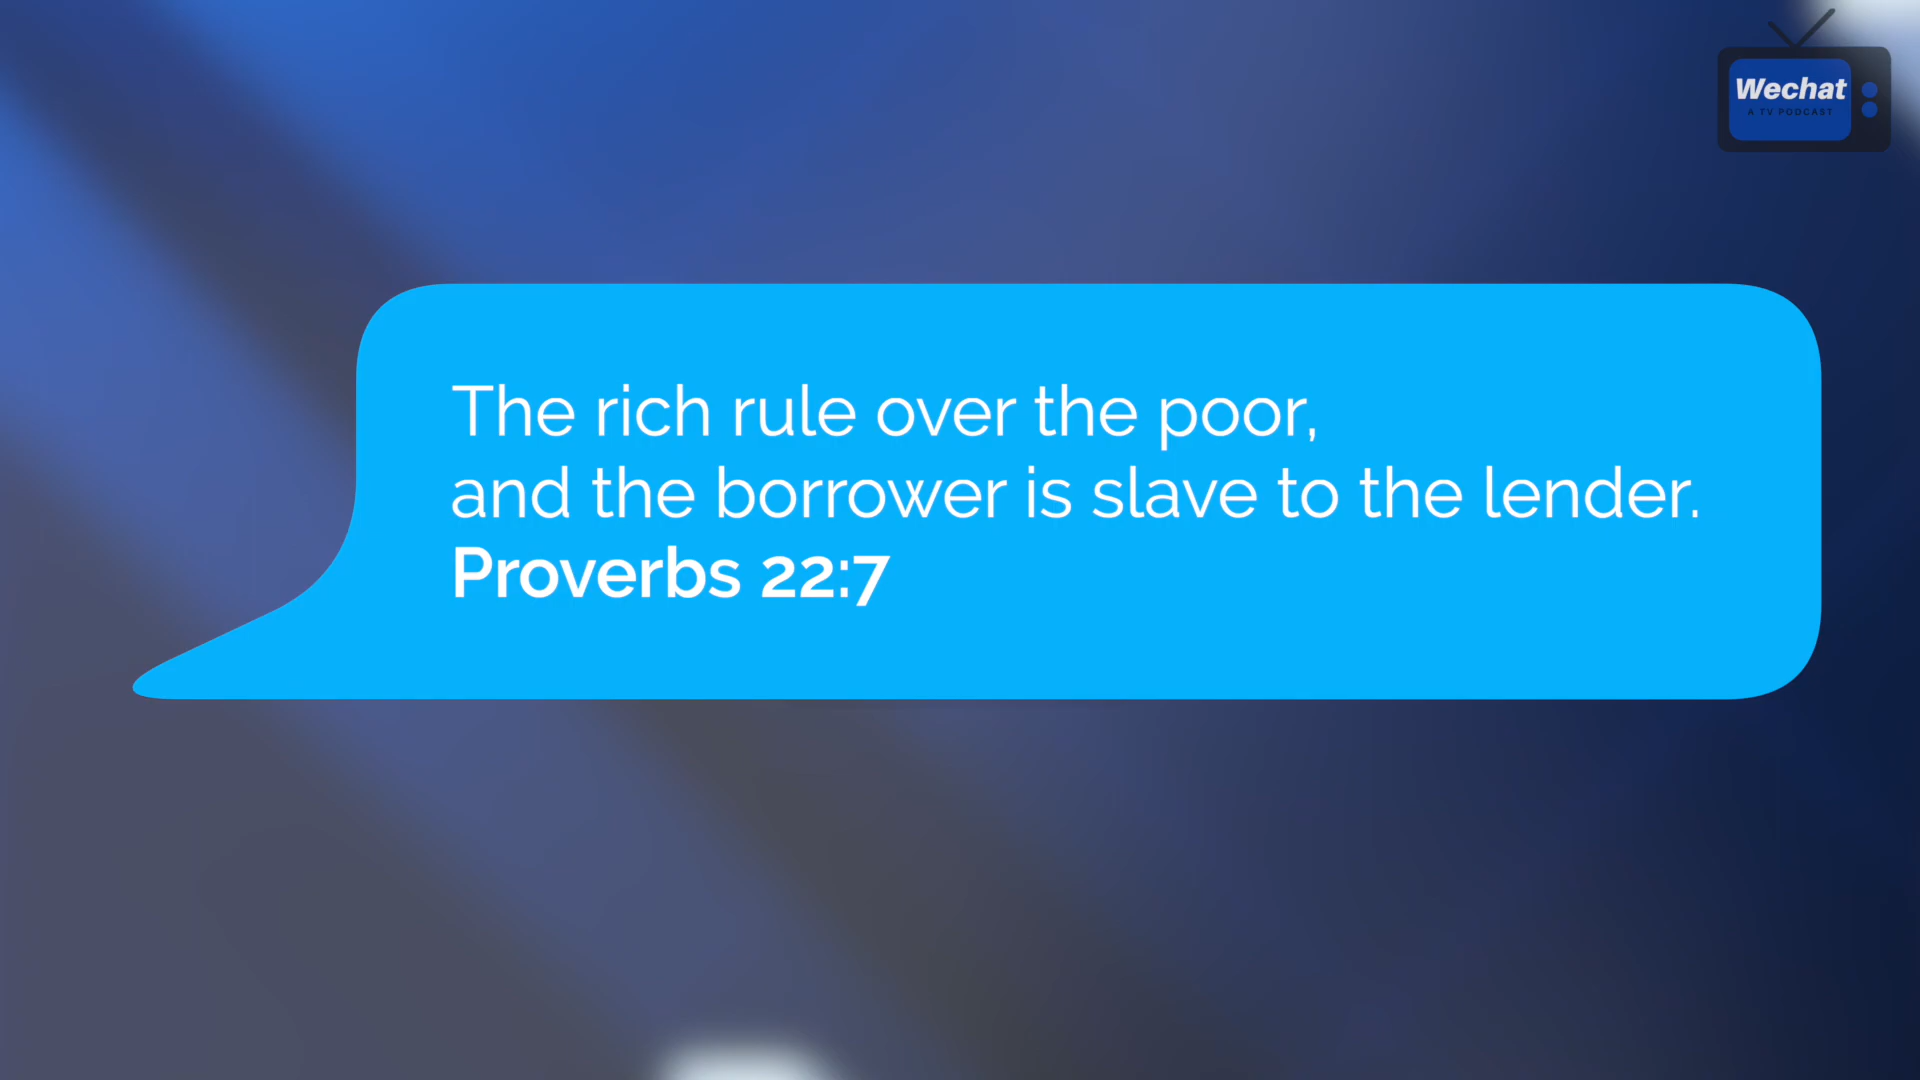 Wechat
A TV PODCAST
The rich rule over the poor,
and the borrower is slave to the lender.
Proverbs 22:7